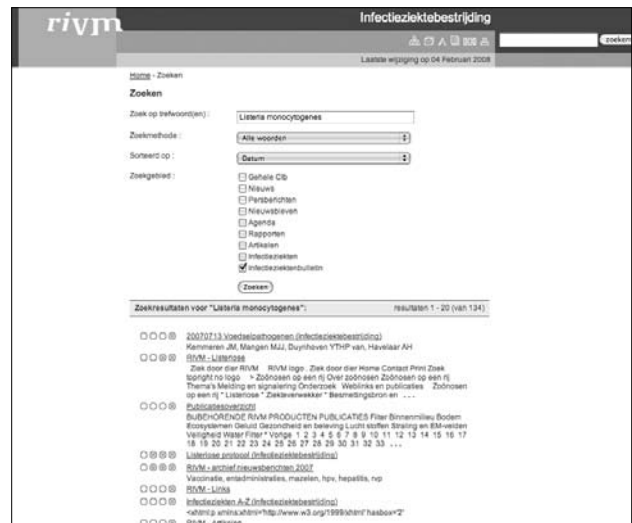 rivm
Infectieziektebestrijding
zoeken
Laatste wijziging op 04 Februari 2008
Home - Zoeken
Zoeken
Zoek op trefwoord(en) :
Listeria monocytogenes
Zoekmethode :
Alle woorden
Sorteerd op :
Datum
Zoekgebied :
Gehele Cib
Nieuws
Persberichten
Nieuwsbieven
Agenda
Rapporten
Artikelen
Infectieziekten
Infectieziektenbulletin
Zoeken
Zoekresultaten voor "Listeria monocytogenes":
resultaten 1 - 20 (van 134)
20070713 Voedselpathogenen (Infectieziektebestrijding)
Kemmeren JM, Mangen MJJ, Duynhoven YTHP van, Havelaar AH
RIVM - Listeriose
Ziek door dier RIVM RIVM logo . Ziek door dier Home Contact Print Zoek
topright no logo > Zoönosen op een rij Over zoönosen Zoönosen op een rij
Thema's Melding en signalering Onderzoek Weblinks en publicaties Zoönosen
op een rij * Listeriose * Ziekteverwekker * Besmettingsbron en ...
Publicatiesoverzicht
BIJBEHORENDE RIVM PRODUCTEN PUBLICATIES Filter Binnenmilieu Bodem
Ecosystemen Geluid Gezondheid en beleving Lucht stoffen Straling en EM-velden
Veiligheid Water Filter * Vorige 1 2 3 4 5 6 7 8 9 10 11 12 13 14 15 16 17
18 19 20 21 22 23 24 25 26 27 28 29 30 31 32 33 ...
Listeriose protocol (Infectieziektebestrijding)
RIVM - archief nieuwsberichten 2007
Vaccinatie, entadministraties, mazelen, hpv, hepatitis, rvp
RIVM - Links
Infectieziekten A-Z (Infectieziektebestrijding)
<xhtml:p xmlns:xhtml='http://www.w3.org/1999/xhtml' hasbox='2'
RIVM - Artikelen